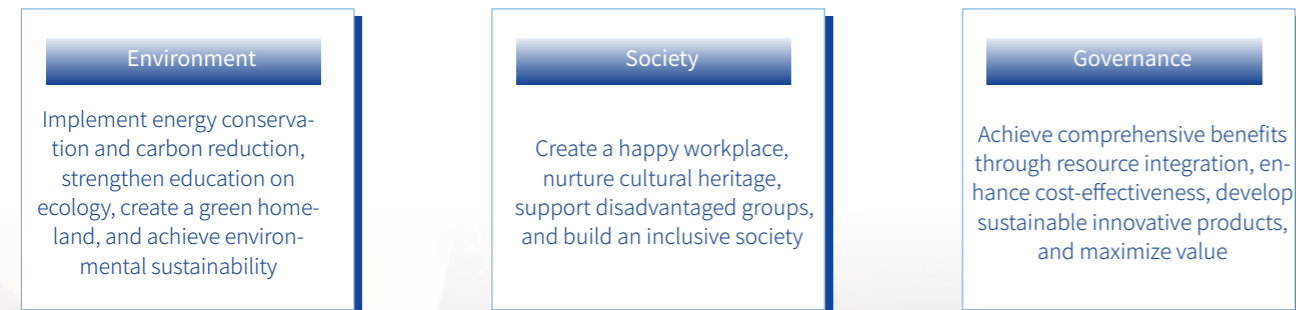 Environment
Implement energy conserva-
tion and carbon reduction,
strengthen education on
ecology, create a green home-
land, and achieve environ-
mental sustainability
Society
Create a happy workplace,
nurture cultural heritage,
support disadvantaged groups,
and build an inclusive society
Governance
Achieve comprehensive benefits
through resource integration, en-
hance cost-effectiveness, develop
sustainable innovative products,
and maximize value